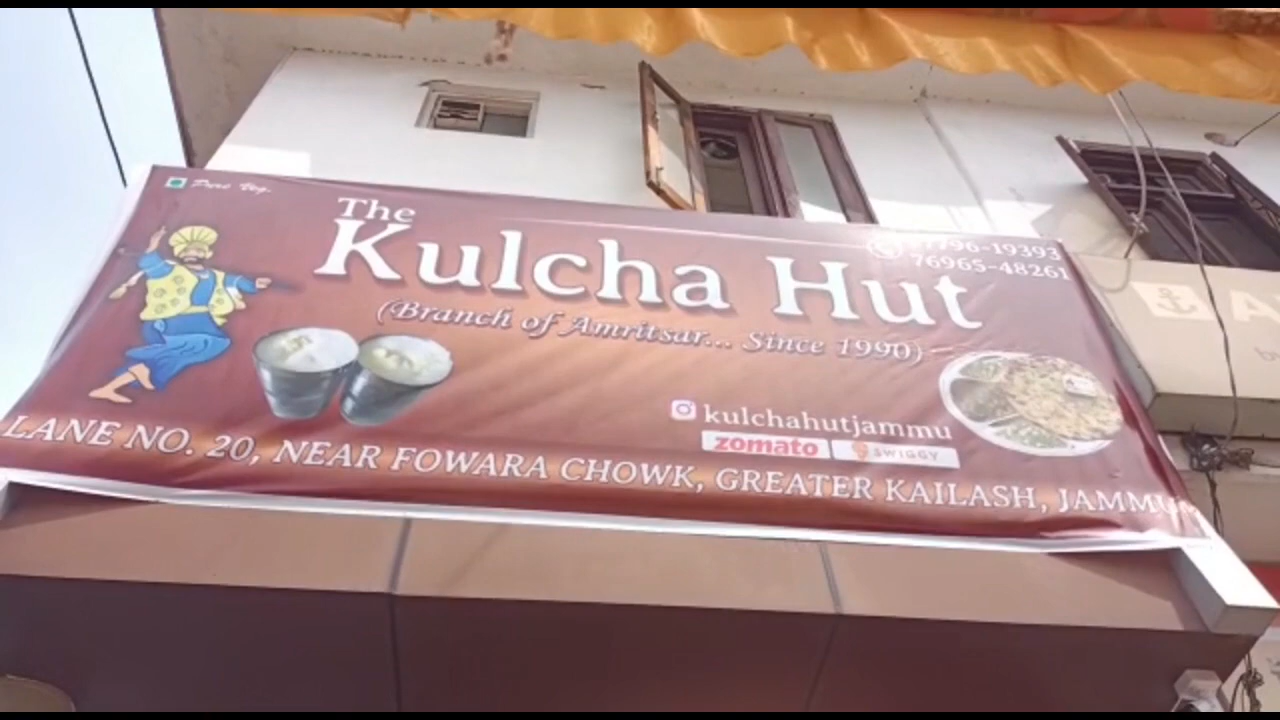 Pure Veg.
The
Kulcha Hut
7796-19393
76965-48261
(Branch of Amritsar... Since 1990)
kulchahutjammu
zomato SWIGGY
LANE NO. 20, NEAR FOWARA CHOWK, GREATER KAILASH, JAMMU